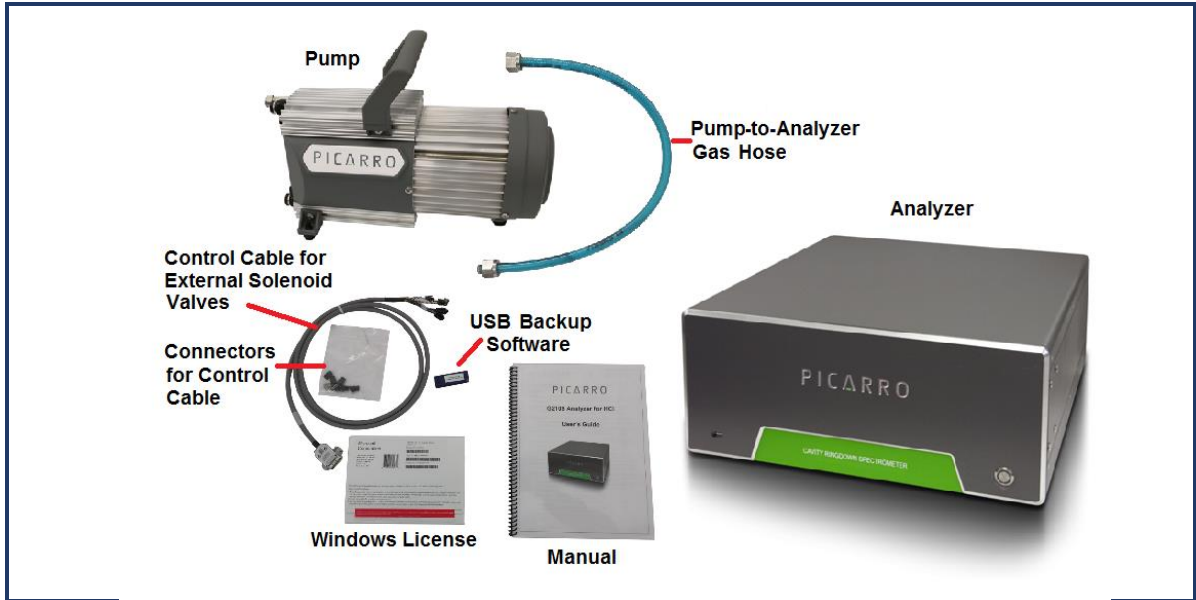 Pump
PICARRO
Pump-to-Analyzer
Gas Hose
Analyzer
PICARRO
CAVITY RINGDOWN SPECTROMETER
Control Cable for
External Solenoid
Valves
Connectors
for Control
Cable
USB Backup
Software
PICARRO
G2108 Analyzer for HCl
User's Guide
Windows License
Manual